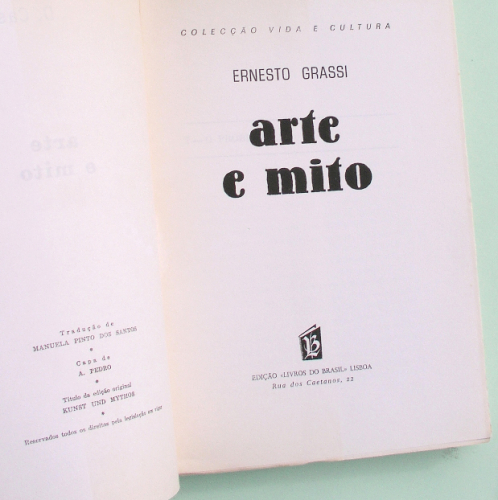 Tradução de
MANUELA PINTO DOS SANTOS
*
Capa de
A. PEDRO
*
Título da edição original
KUNST UND MYTHOS
*
Reservados todos os direitos pela legislação em vigor
COLECÇÃO VIDA E CULTURA
ERNESTO GRASSI
arte
e mito
LB
EDIÇÃO «LIVROS DO BRASIL» LISBOA
Rua dos Caetanos, 22